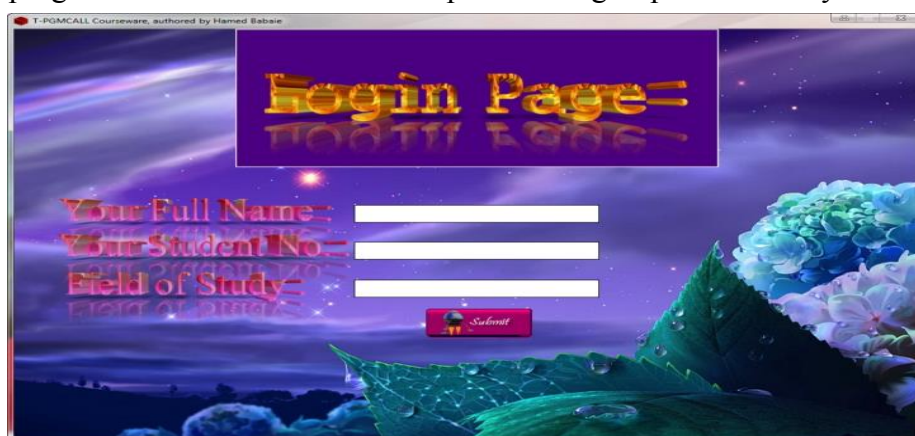 T-PGMCALL Courseware, authored by Hamed Babaie
Login Page
Your Full Name
Your Student No
Field of Study
Submit